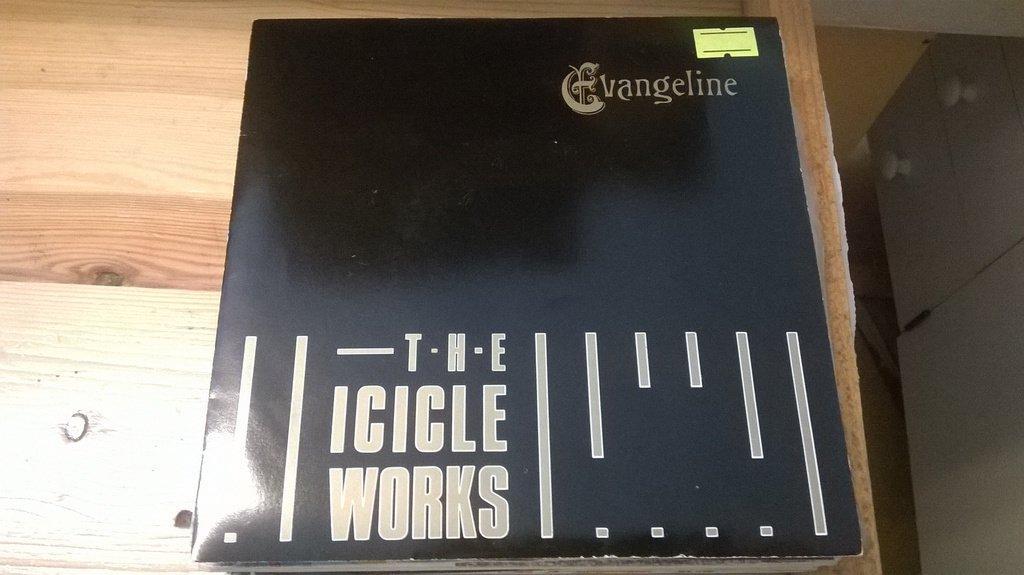 Evangeline
T-H-E
ICICLE
WORKS